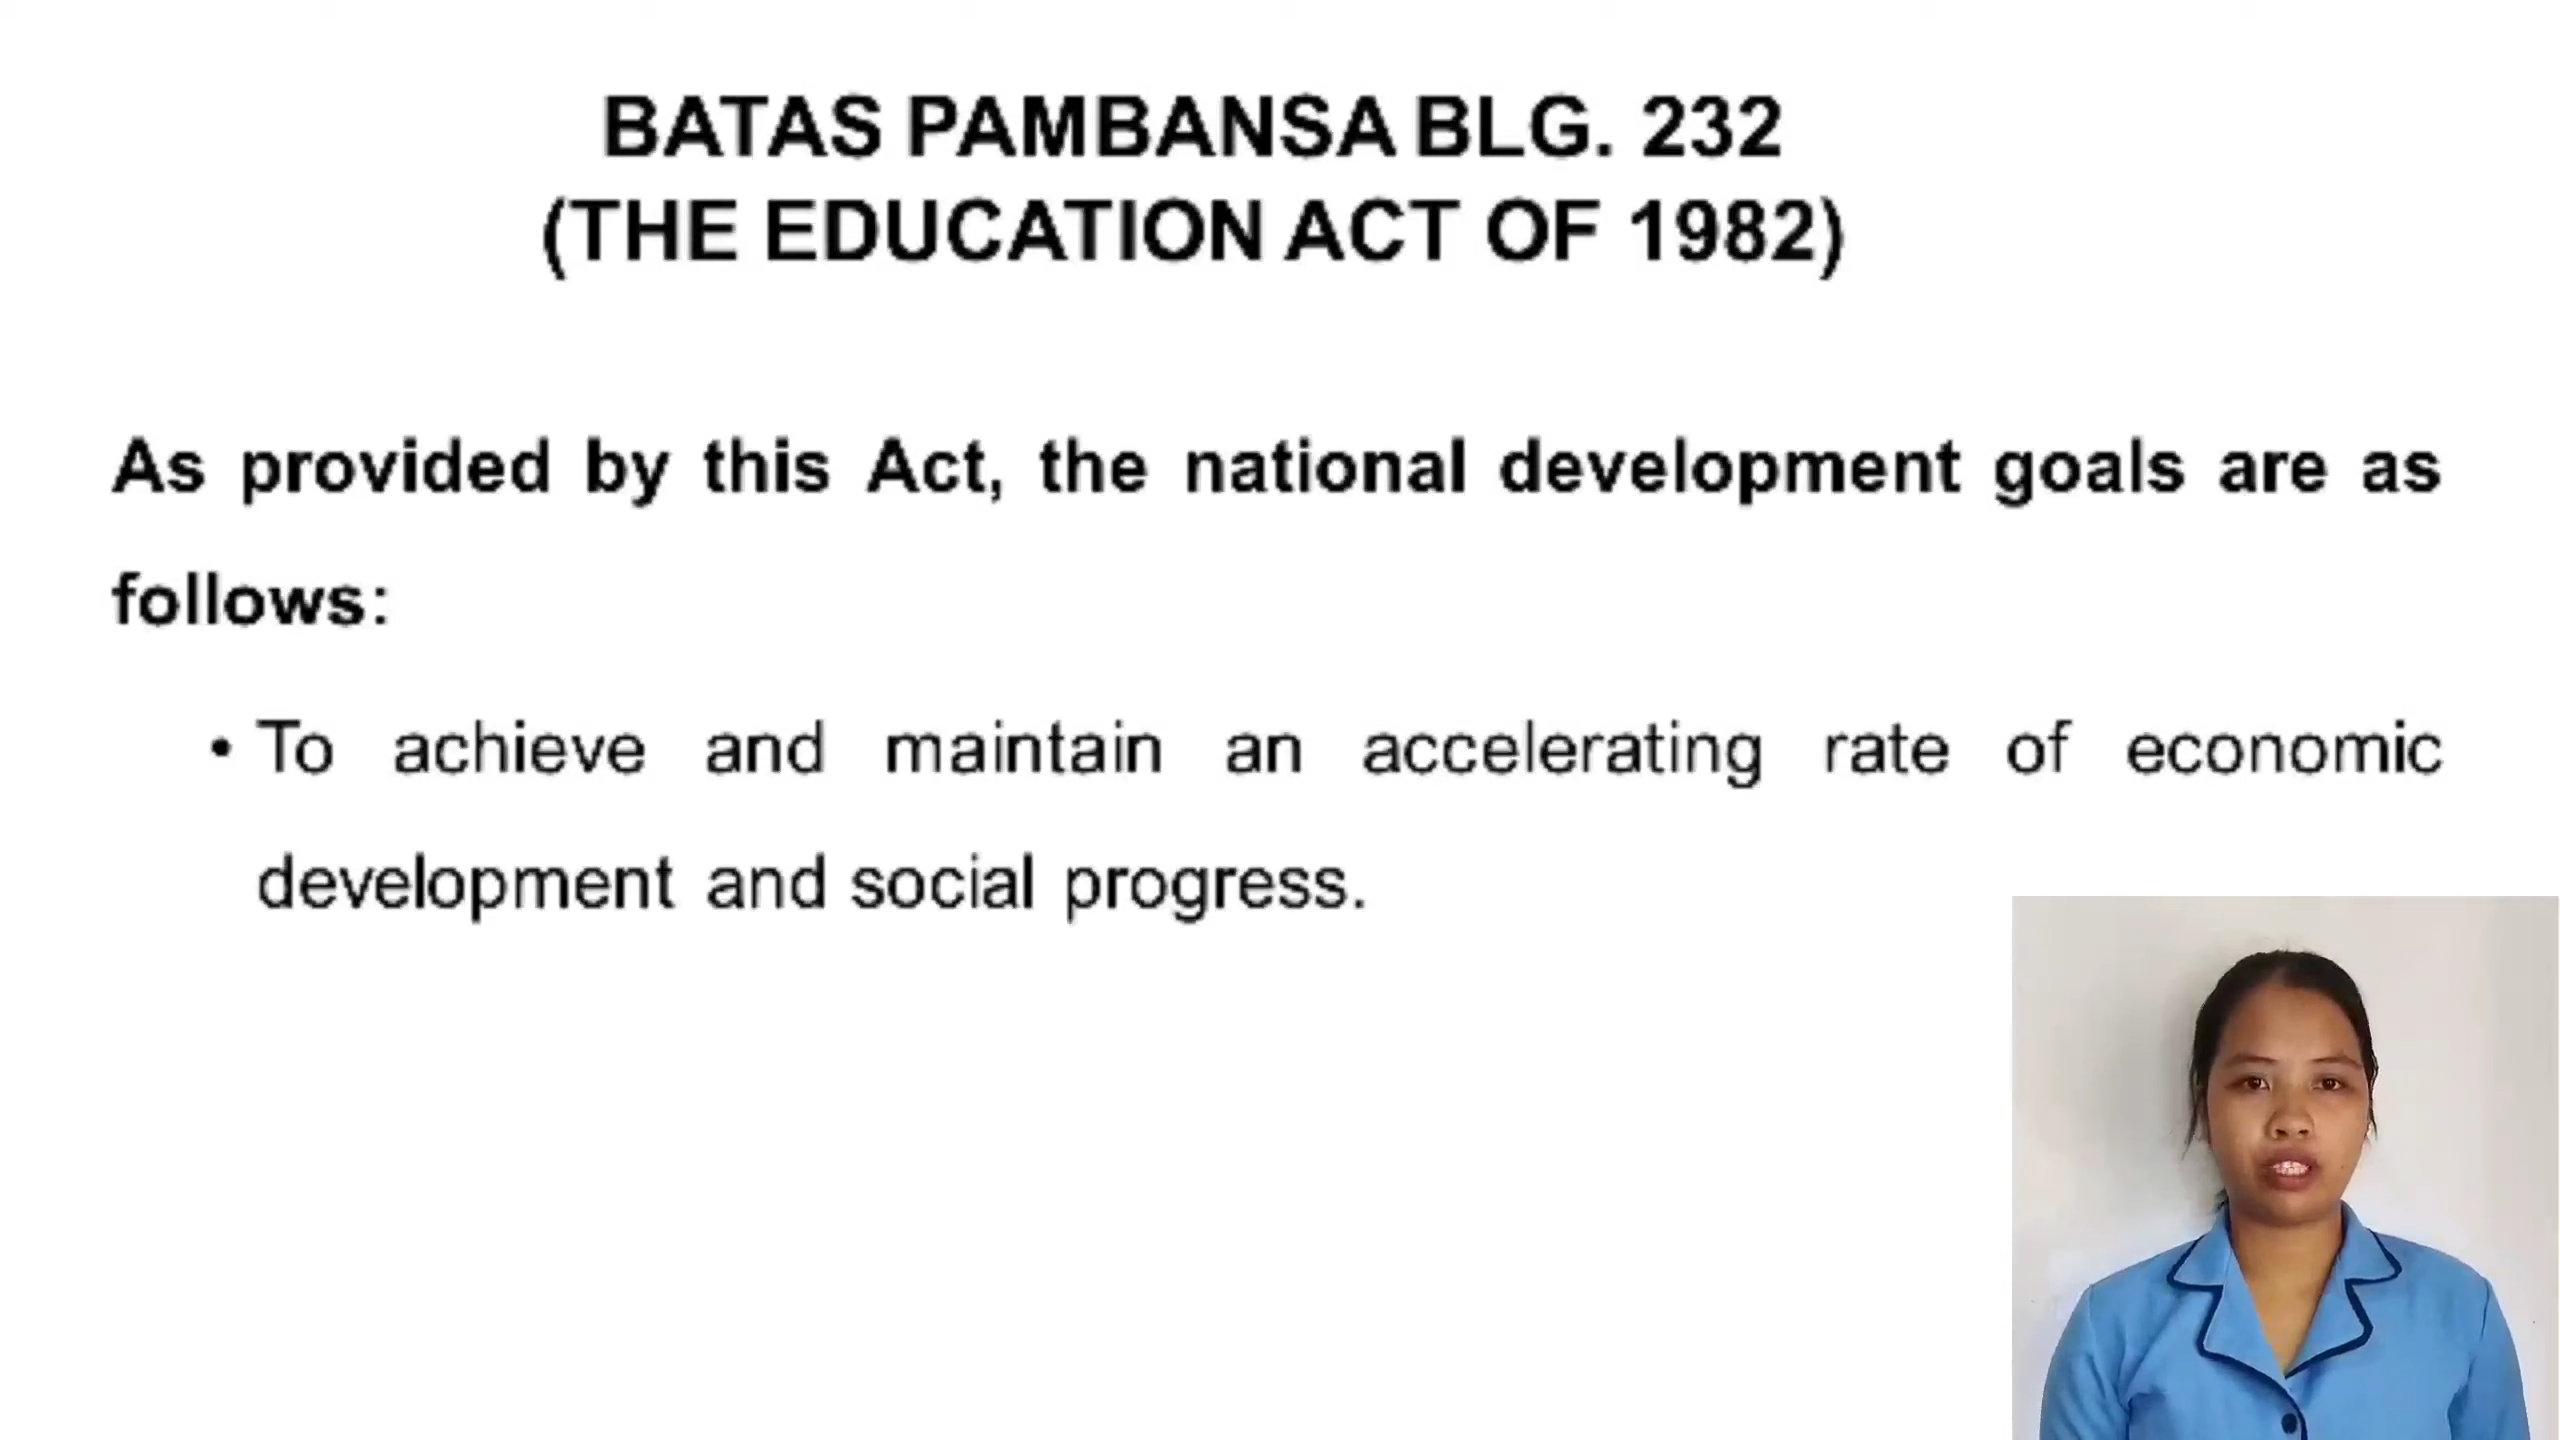 BATAS PAMBANSA BLG. 232
(THE EDUCATION ACT OF 1982)
As provided by this Act, the national development goals are as
follows:
• To achieve and maintain an accelerating rate of economic
development and social progress.